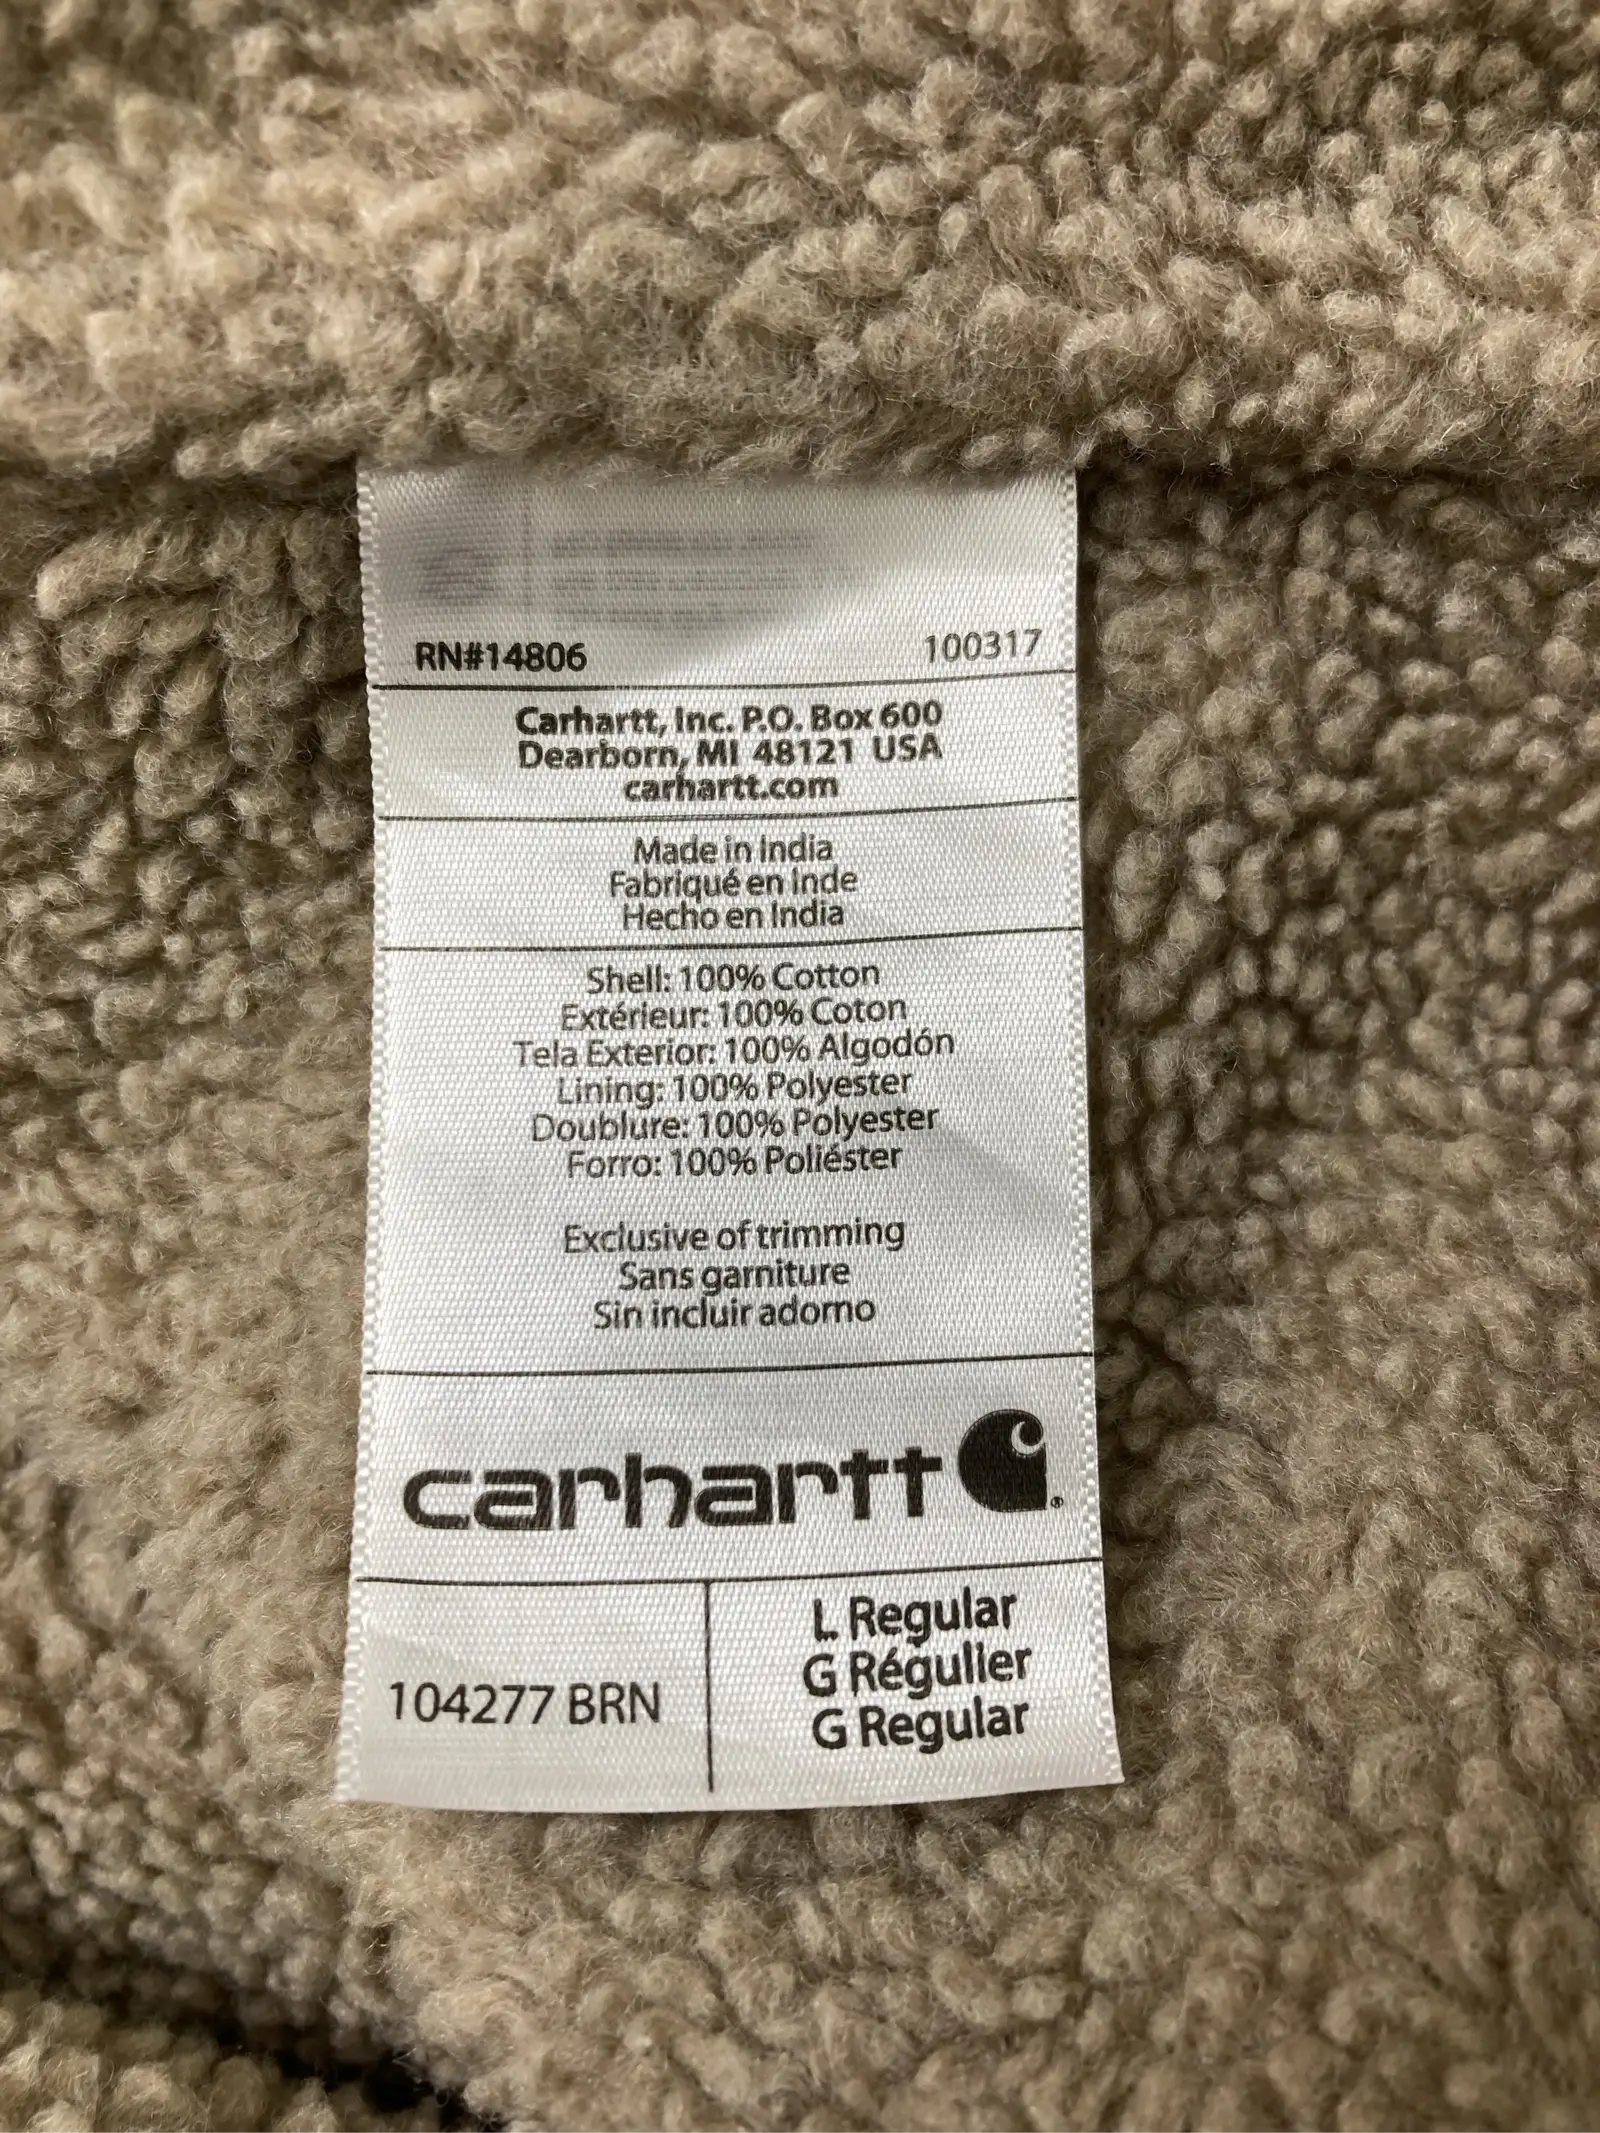 RN#14806 100317
Carhartt, Inc. P.O. Box 600
Dearborn, MI 48121 USA
carhartt.com
Made in India
Fabriqué en Inde
Hecho en India
Shell: 100% Cotton
Extérieur: 100% Coton
Tela Exterior: 100% Algodón
Lining: 100% Polyester
Doublure: 100% Polyester
Forro: 100% Poliéster
Exclusive of trimming
Sans garniture
Sin incluir adorno
carhartt
104277 BRN
L Regular
G Régulier
G Regular